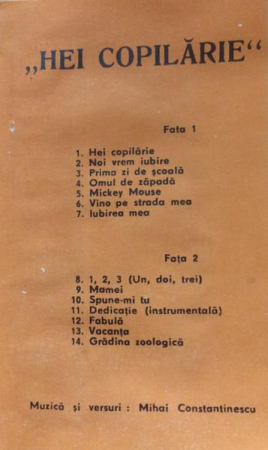 „HEI COPILĂRIE“
Fata 1
1. Hei copilărie
2. Noi vrem iubire
3. Prima zi de școală
4. Omul de zăpadă
5. Mickey Mouse
6. Vino pe strada mea
7. Iubirea mea
Fața 2
8. 1, 2, 3 (Un, doi, trei)
9. Mamei
10. Spune-mi tu
11. Dedicație (instrumentală)
12. Fabulă
13. Vacanța
14. Grădina zoologică
Muzică și versuri : Mihai Constantinescu